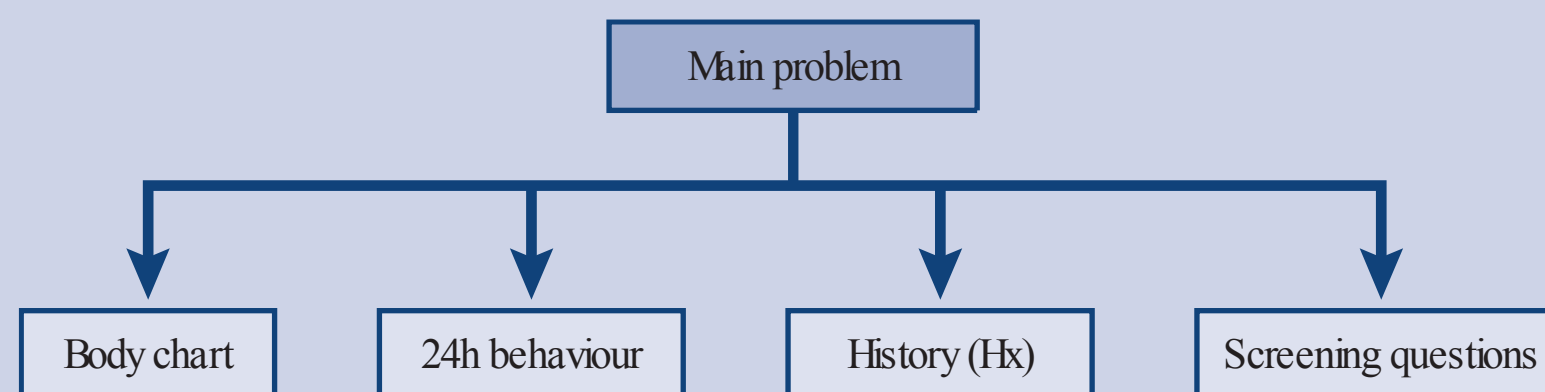 Main problem
Body chart
24h behaviour
History (Hx)
Screening questions